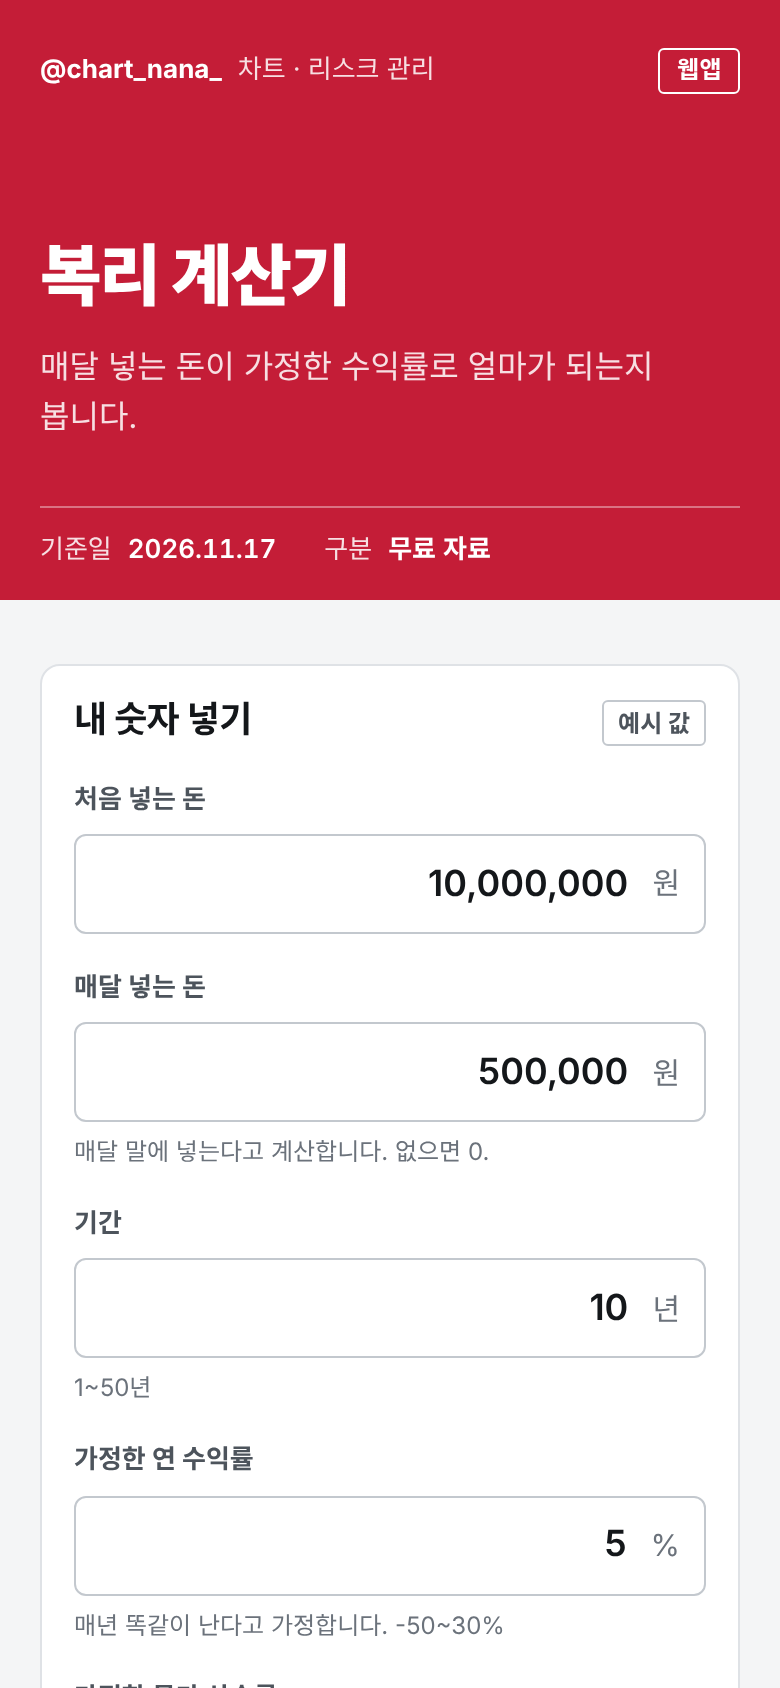 @chart_nana_ 차트 · 리스크 관리
웹앱
복리 계산기
매달 넣는 돈이 가정한 수익률로 얼마가 되는지
봅니다.
기준일 2026.11.17 구분 무료 자료
내 숫자 넣기
예시 값
처음 넣는 돈
10,000,000 원
매달 넣는 돈
500,000 원
매달 말에 넣는다고 계산합니다. 없으면 0.
기간
10 년
1~50년
가정한 연 수익률
5 %
매년 똑같이 난다고 가정합니다. -50~30%